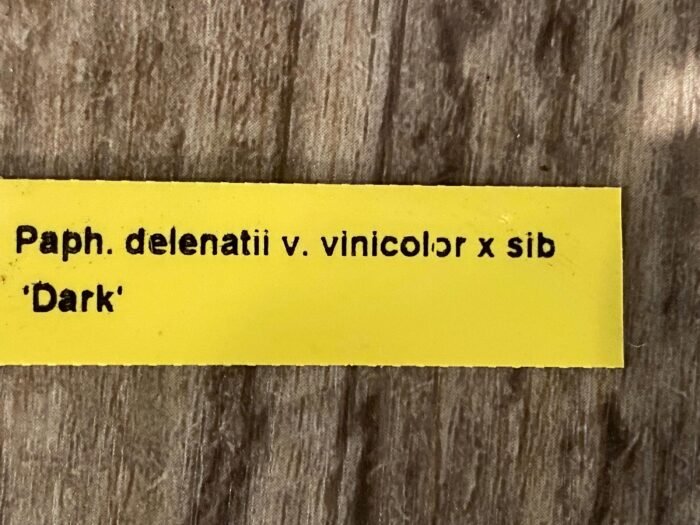 Paph. delenatii v. vinicolor x sib
'Dark'